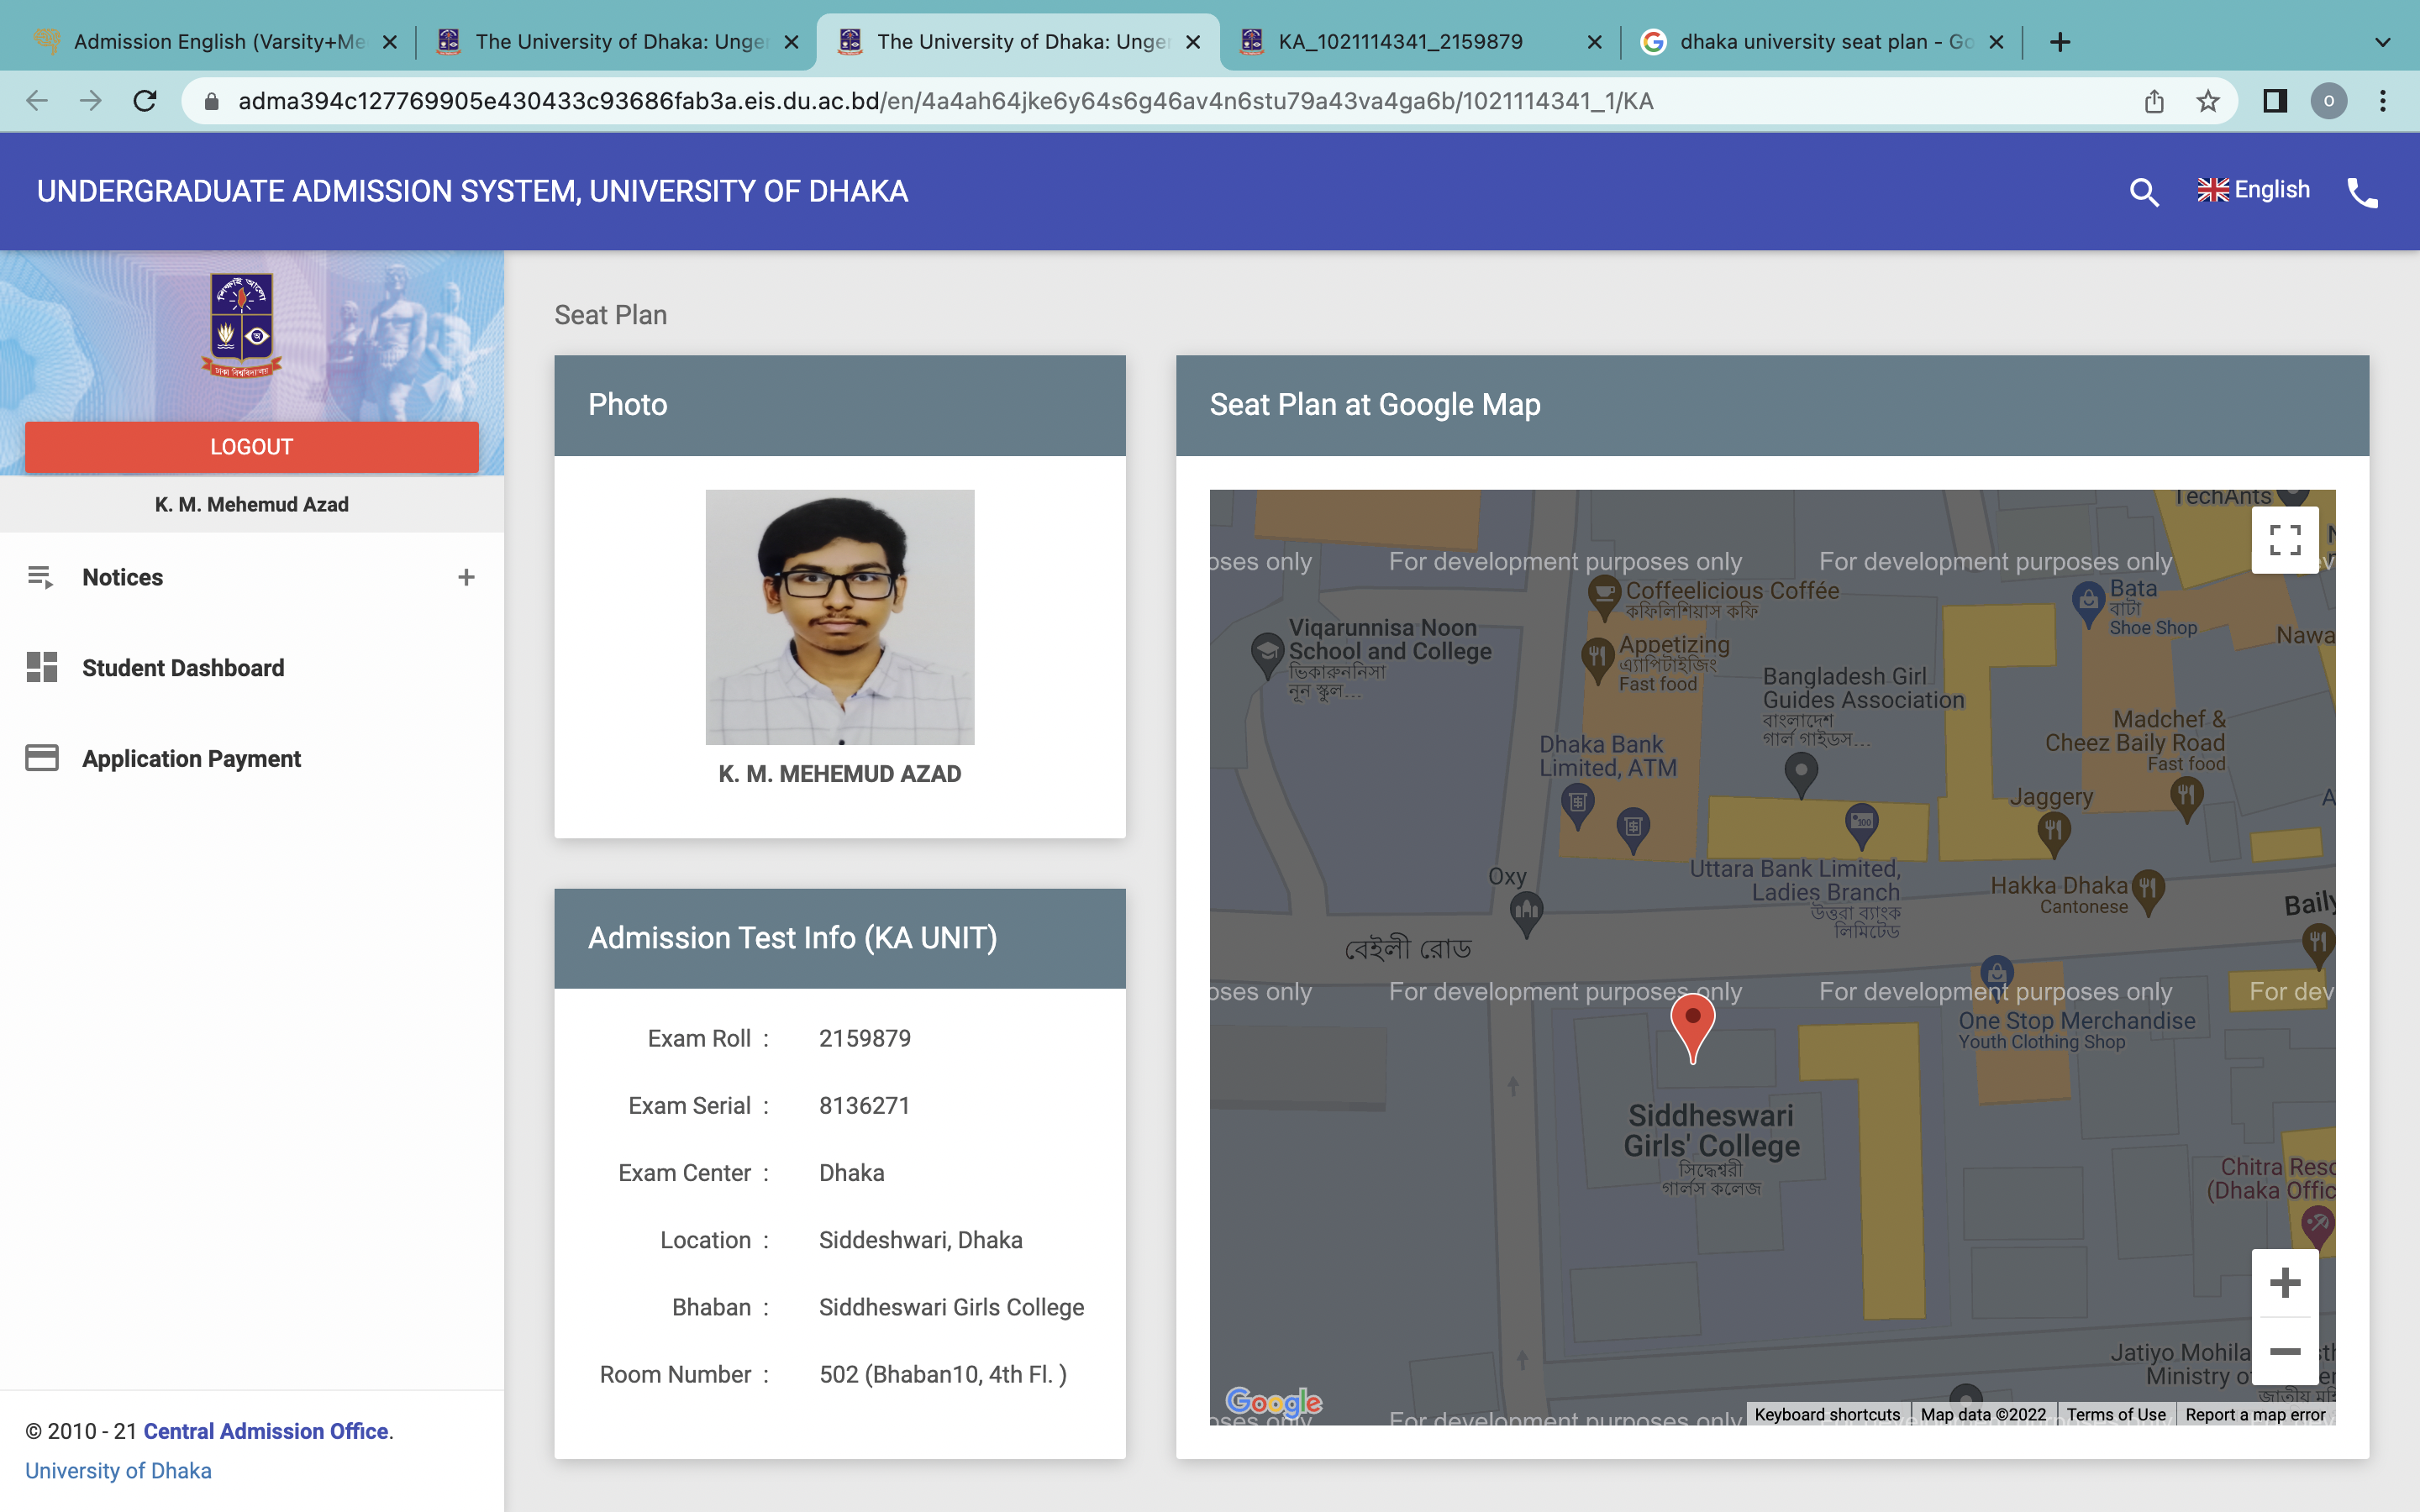 Admission English (Varsity+Me
The University of Dhaka: Unger
The University of Dhaka: Unger
KA_1021114341_2159879
dhaka university seat plan - Go
adma394c127769905e430433c93686fab3a.eis.du.ac.bd/en/4a4ah64jke6y64s6g46av4n6stu79a43va4ga6b/1021114341_1/KA
O
UNDERGRADUATE ADMISSION SYSTEM, UNIVERSITY OF DHAKA
English
শিক্ষাই আলো
ঢাকা বিশ্ববিদ্যালয়
LOGOUT
K. M. Mehemud Azad
Notices
Student Dashboard
Application Payment
© 2010 - 21 Central Admission Office.
University of Dhaka
Seat Plan
Photo
K. M. MEHEMUD AZAD
Admission Test Info (KA UNIT)
Exam Roll : 2159879
Exam Serial : 8136271
Exam Center : Dhaka
Location : Siddeshwari, Dhaka
Bhaban : Siddheswari Girls College
Room Number : 502 (Bhaban10, 4th Fl. )
Seat Plan at Google Map
TechAnts
oses only
For development purposes only
For development purposes only
Coffeelicious Coffée
কফিলিশিয়াস কফি
Bata
বাটা
Shoe Shop
Viqarunnisa Noon
School and College
ভিকারুননিসা
নূন স্কুল...
Appetizing
এ্যাপিটাইজিং
Fast food
Nawa
Bangladesh Girl
Guides Association
বাংলাদেশ
গার্ল গাইডস...
Madchef &
Cheez Baily Road
Fast food
Dhaka Bank
Limited, ATM
Jaggery
Uttara Bank Limited,
Ladies Branch
উত্তরা ব্যাংক
লিমিটেড
Oxy
Hakka Dhaka
Cantonese
Baily
বেইলী রোড
oses only
For development purposes only
For development purposes only
For dev
One Stop Merchandise
Youth Clothing Shop
Siddheswari
Girls' College
সিদ্ধেশ্বরী
গার্লস কলেজ
Chitra Reso
(Dhaka Offic
Jatiyo Mohila
Ministry o
জাতীয় মহি
Google
oses only
For development purposes only
Keyboard shortcuts
Map data ©2022
Terms of Use
Report a map error